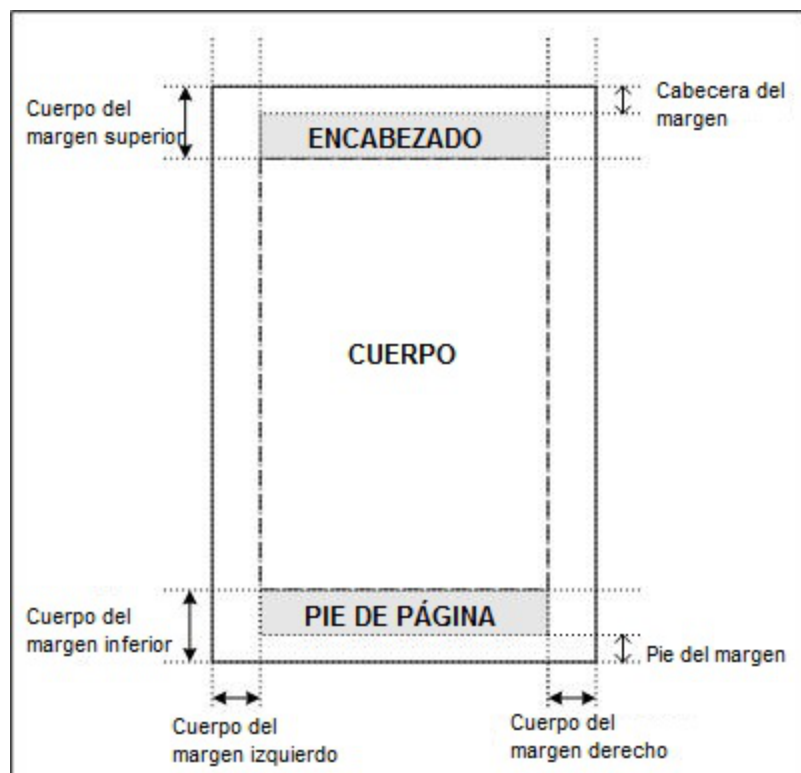 Cuerpo del
margen superior
Cabecera del
margen
ENCABEZADO
CUERPO
Cuerpo del
margen inferior
PIE DE PÁGINA
Pie del margen
Cuerpo del
margen izquierdo
Cuerpo del
margen derecho